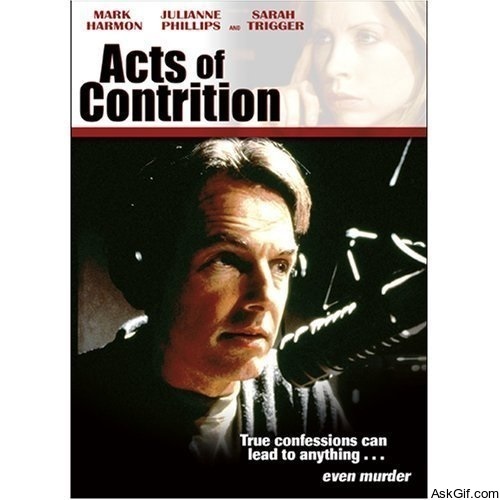 MARK JULIANNE SARAH
HARMON PHILLIPS AND TRIGGER
Acts of
Contrition
True confessions can
lead to anything . . .
even murder
AskGif.com